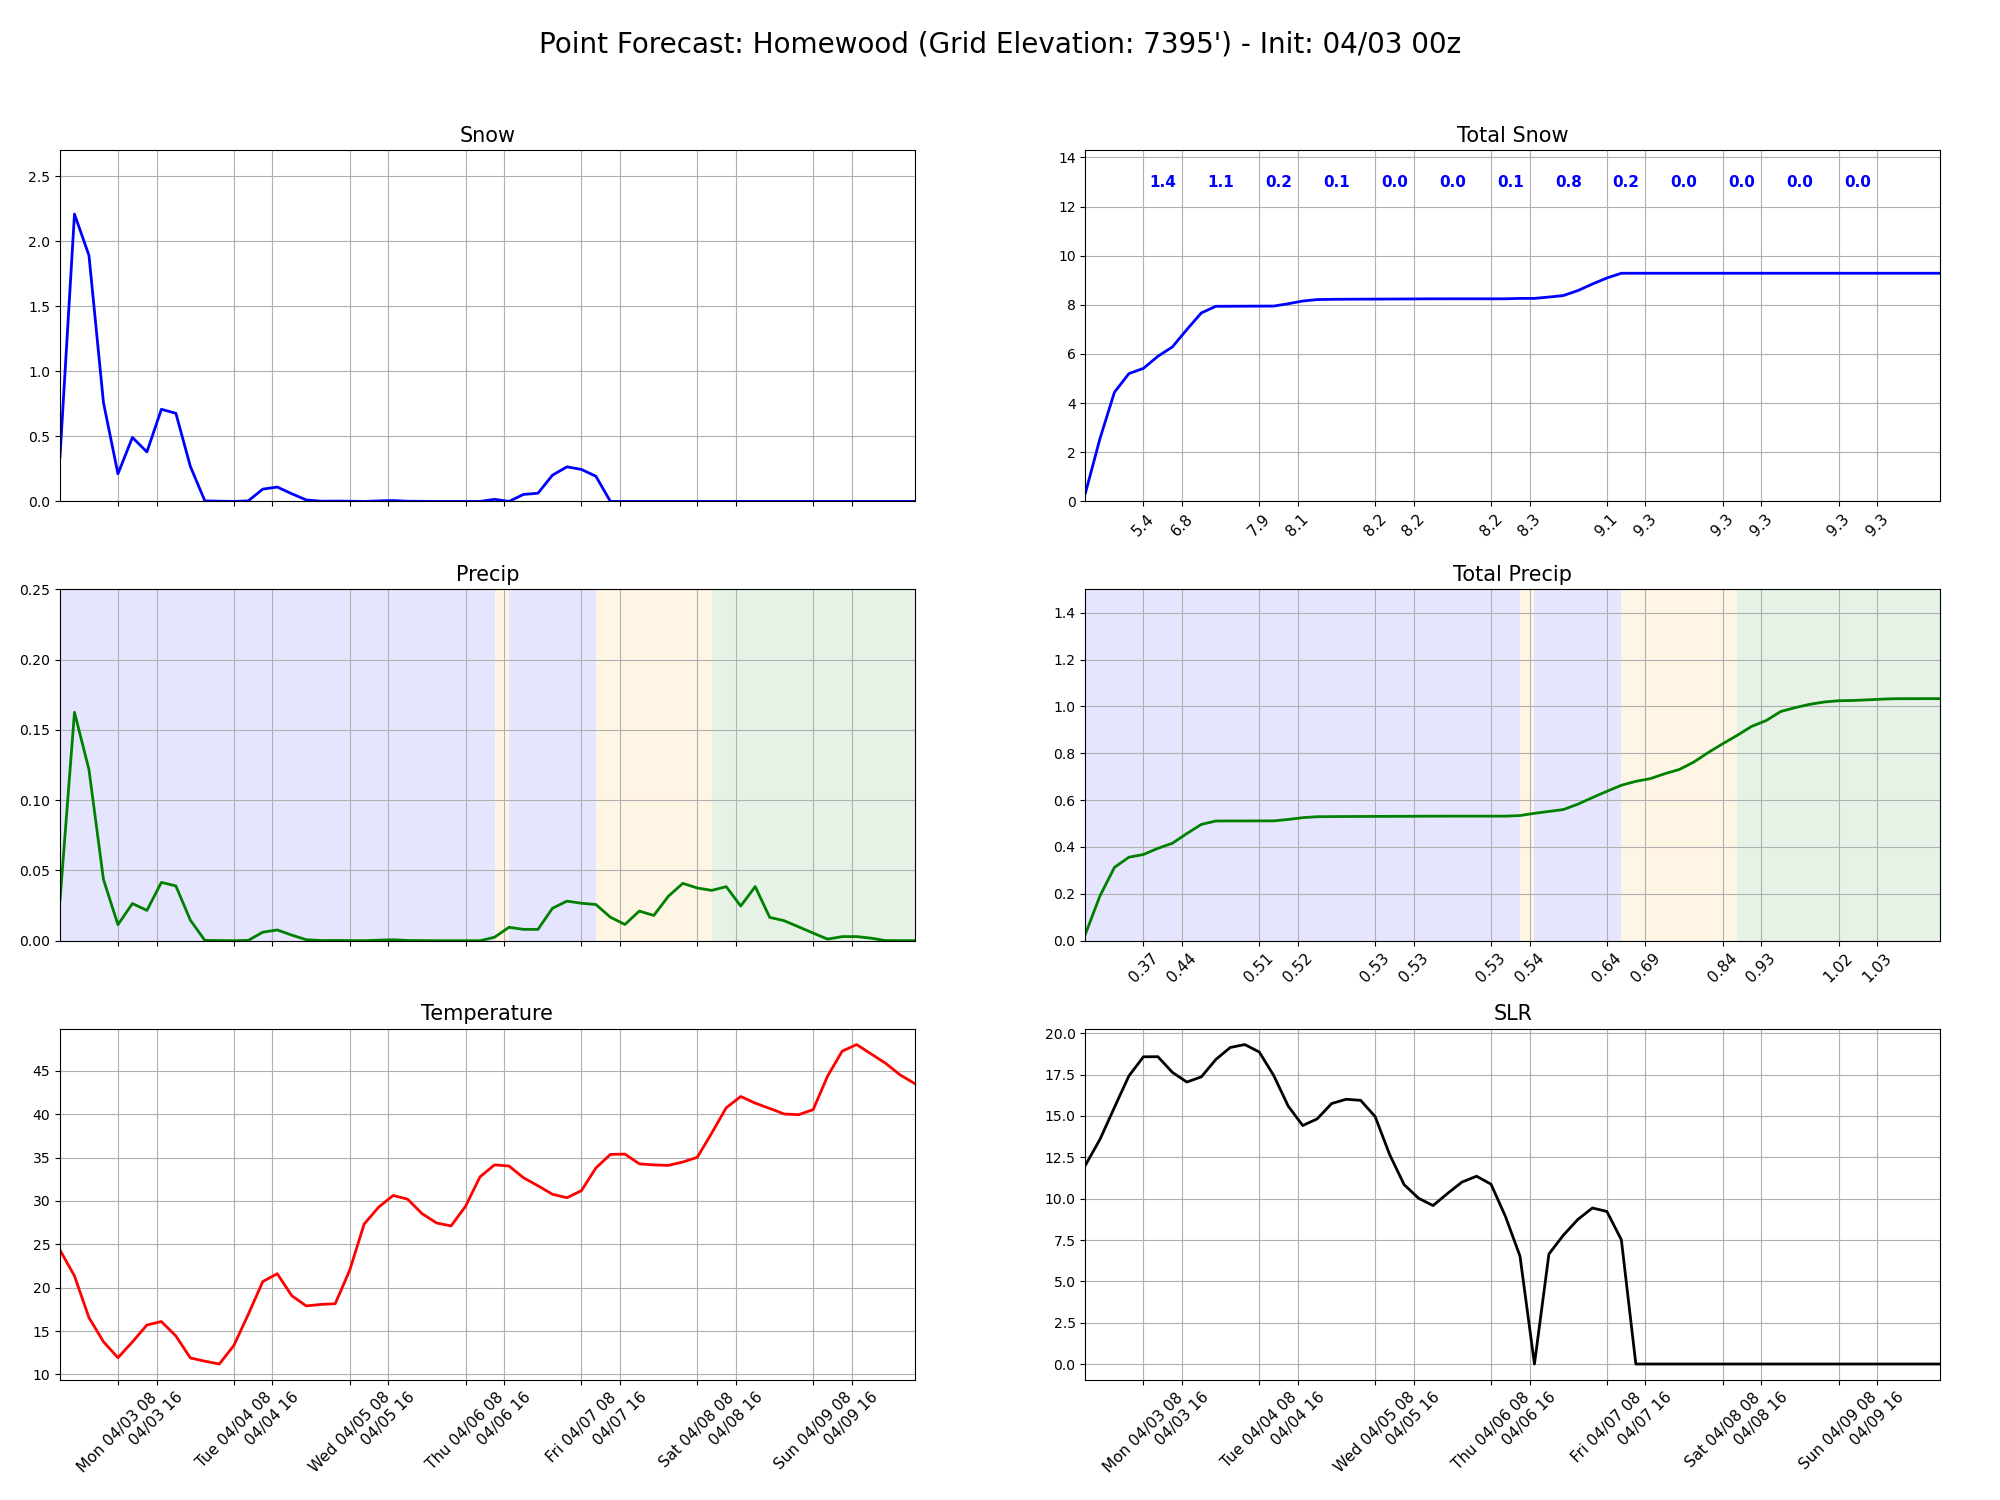 Point Forecast: Homewood (Grid Elevation: 7395') - Init: 04/03 00z
Snow
2.5
2.0
1.5
1.0
0.5
0.0
Total Snow
14
12
10
8
6
4
2
0
1.4 1.1 0.2 0.1 0.0 0.0 0.1 0.8 0.2 0.0 0.0 0.0 0.0
5.4 6.8 7.9 8.1 8.2 8.2 8.2 8.3 9.1 9.3 9.3 9.3 9.3 9.3
Precip
0.25
0.20
0.15
0.10
0.05
0.00
Total Precip
1.4
1.2
1.0
0.8
0.6
0.4
0.2
0.0
0.37 0.44 0.51 0.52 0.53 0.53 0.53 0.54 0.64 0.69 0.84 0.93 1.02 1.03
Temperature
45
40
35
30
25
20
15
10
Mon 04/03 08
04/03 16
Tue 04/04 08
04/04 16
Wed 04/05 08
04/05 16
Thu 04/06 08
04/06 16
Fri 04/07 08
04/07 16
Sat 04/08 08
04/08 16
Sun 04/09 08
04/09 16
SLR
20.0
17.5
15.0
12.5
10.0
7.5
5.0
2.5
0.0
Mon 04/03 08
04/03 16
Tue 04/04 08
04/04 16
Wed 04/05 08
04/05 16
Thu 04/06 08
04/06 16
Fri 04/07 08
04/07 16
Sat 04/08 08
04/08 16
Sun 04/09 08
04/09 16